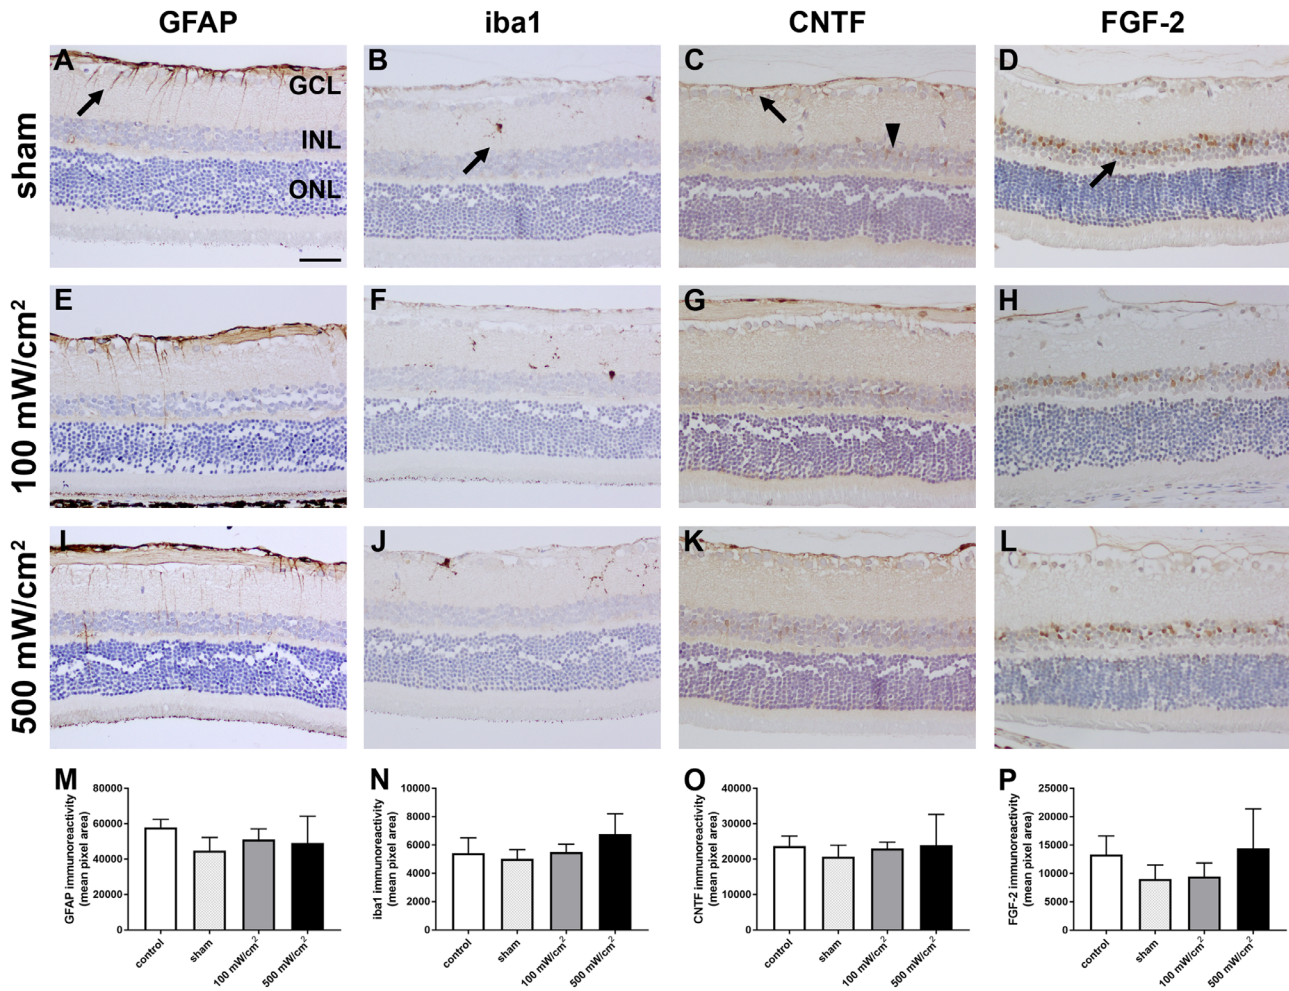 GFAP iba1 CNTF FGF-2
sham
A B C D
GCL
INL
ONL
100 mW/cm²
E F G H
500 mW/cm²
I J K L
M
GFAP immunoreactivity
(mean pixel area)
80000
60000
40000
20000
0
control sham 100 mW/cm² 500 mW/cm²
N
iba1 immunoreactivity
(mean pixel area)
10000
8000
6000
4000
2000
0
control sham 100 mW/cm² 500 mW/cm²
O
CNTF immunoreactivity
(mean pixel area)
40000
30000
20000
10000
0
control sham 100 mW/cm² 500 mW/cm²
P
FGF-2 immunoreactivity
(mean pixel area)
25000
20000
15000
10000
5000
0
control sham 100 mW/cm² 500 mW/cm²